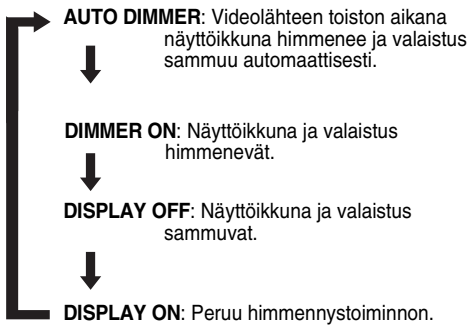 AUTO DIMMER: Videolähteen toiston aikana
näyttöikkuna himmenee ja valaistus
sammuu automaattisesti.
DIMMER ON: Näyttöikkuna ja valaistus
himmenevät.
DISPLAY OFF: Näyttöikkuna ja valaistus
sammuvat.
DISPLAY ON: Peruu himmennystoiminnon.